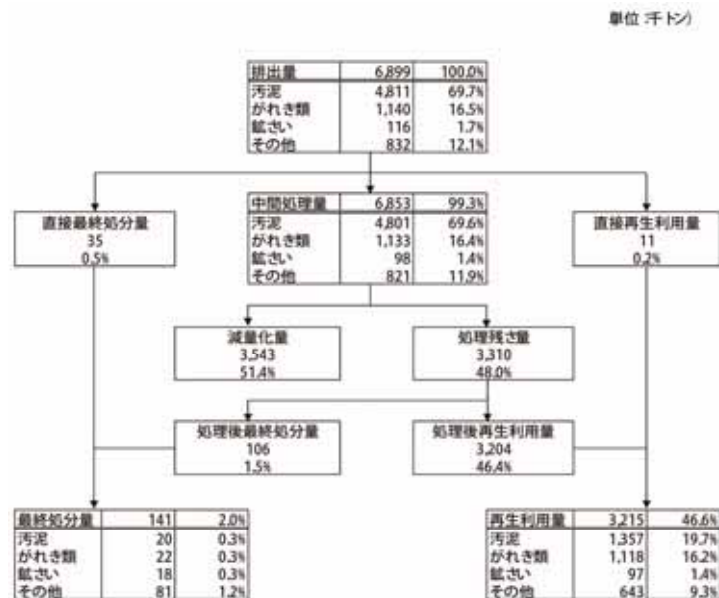 単位:千トン)
排出量 6,899 100.0%
汚泥 4,811 69.7%
がれき類 1,140 16.5%
鉱さい 116 1.7%
その他 832 12.1%
直接最終処分量
35
0.5%
中間処理量 6,853 99.3%
汚泥 4,801 69.6%
がれき類 1,133 16.4%
鉱さい 98 1.4%
その他 821 11.9%
直接再生利用量
11
0.2%
減量化量
3,543
51.4%
処理残さ量
3,310
48.0%
処理後最終処分量
106
1.5%
処理後再生利用量
3,204
46.4%
最終処分量 141 2.0%
汚泥 20 0.3%
がれき類 22 0.3%
鉱さい 18 0.3%
その他 81 1.2%
再生利用量 3,215 46.6%
汚泥 1,357 19.7%
がれき類 1,118 16.2%
鉱さい 97 1.4%
その他 643 9.3%